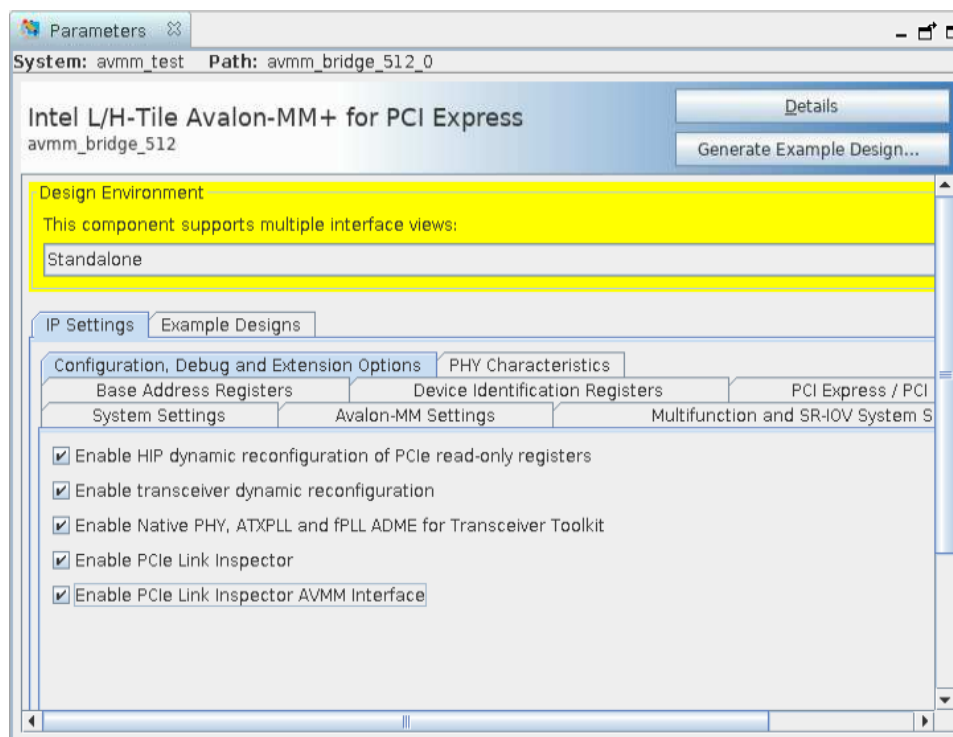 Parameters
System: avmm_test Path: avmm_bridge_512_0
Intel L/H-Tile Avalon-MM+ for PCI Express
avmm_bridge_512
Details
Generate Example Design...
Design Environment
This component supports multiple interface views:
Standalone
IP Settings Example Designs
Configuration, Debug and Extension Options PHY Characteristics
Base Address Registers Device Identification Registers PCI Express / PCI
System Settings Avalon-MM Settings Multifunction and SR-IOV System S
Enable HIP dynamic reconfiguration of PCIe read-only registers
Enable transceiver dynamic reconfiguration
Enable Native PHY, ATXPLL and fPLL ADME for Transceiver Toolkit
Enable PCIe Link Inspector
Enable PCIe Link Inspector AVMM Interface